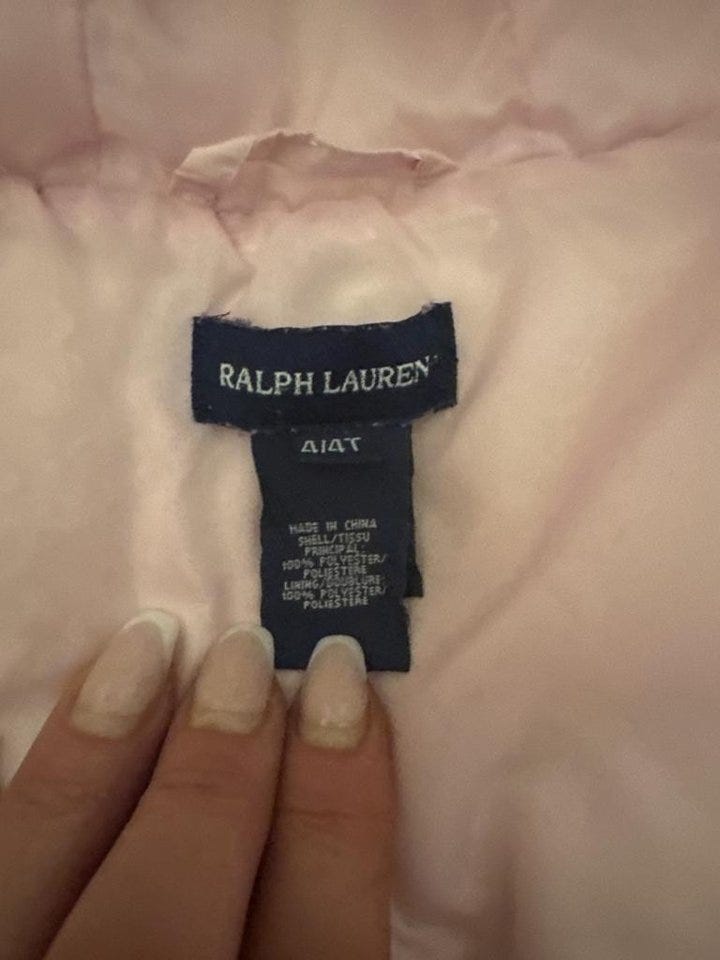 RALPH LAUREN
4/4T
MADE IN CHINA
SHELL/TISSU
PRINCIPAL:
100% POLYESTER/
POLIESTERE
LINING/DOUBLURE:
100% POLYESTER/
POLIESTERE